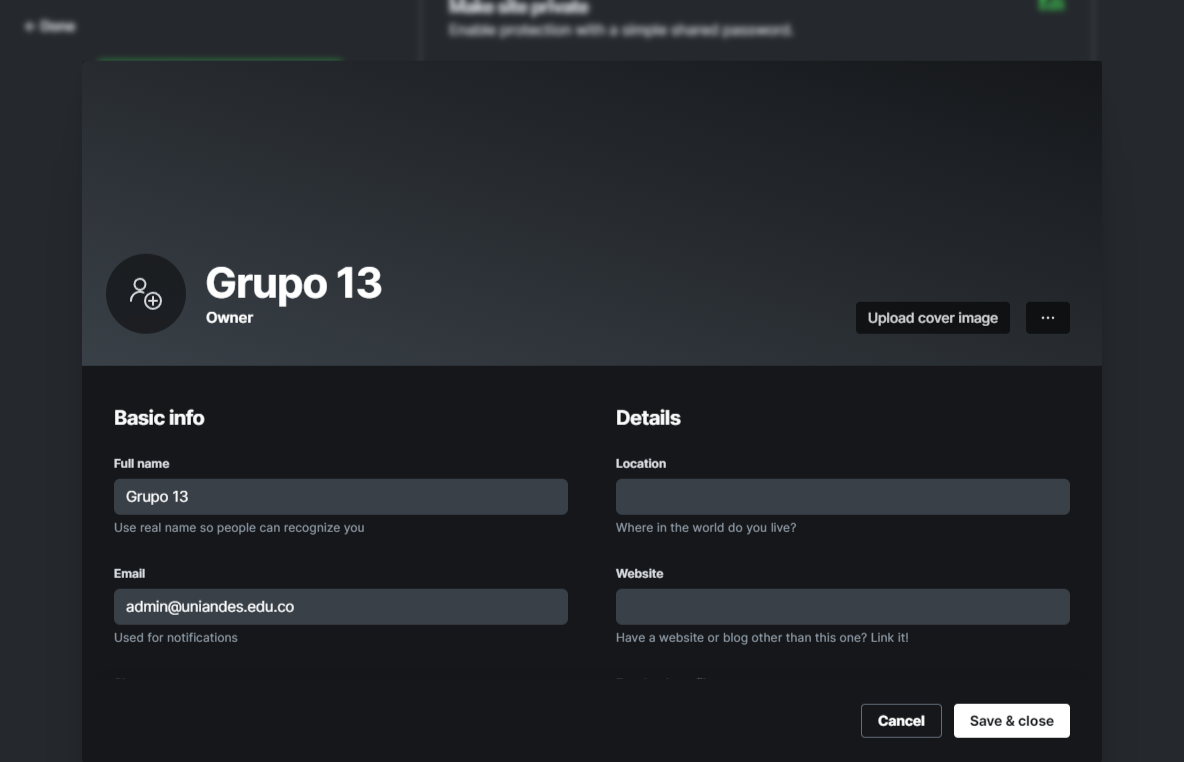 Done
Make site private
Edit
Enable protection with a simple shared password.
Grupo 13
Owner
Upload cover image
Basic info
Details
Full name
Location
Grupo 13
Use real name so people can recognize you
Where in the world do you live?
Email
Website
admin@uniandes.edu.co
Used for notifications
Have a website or blog other than this one? Link it!
Cancel
Save & close